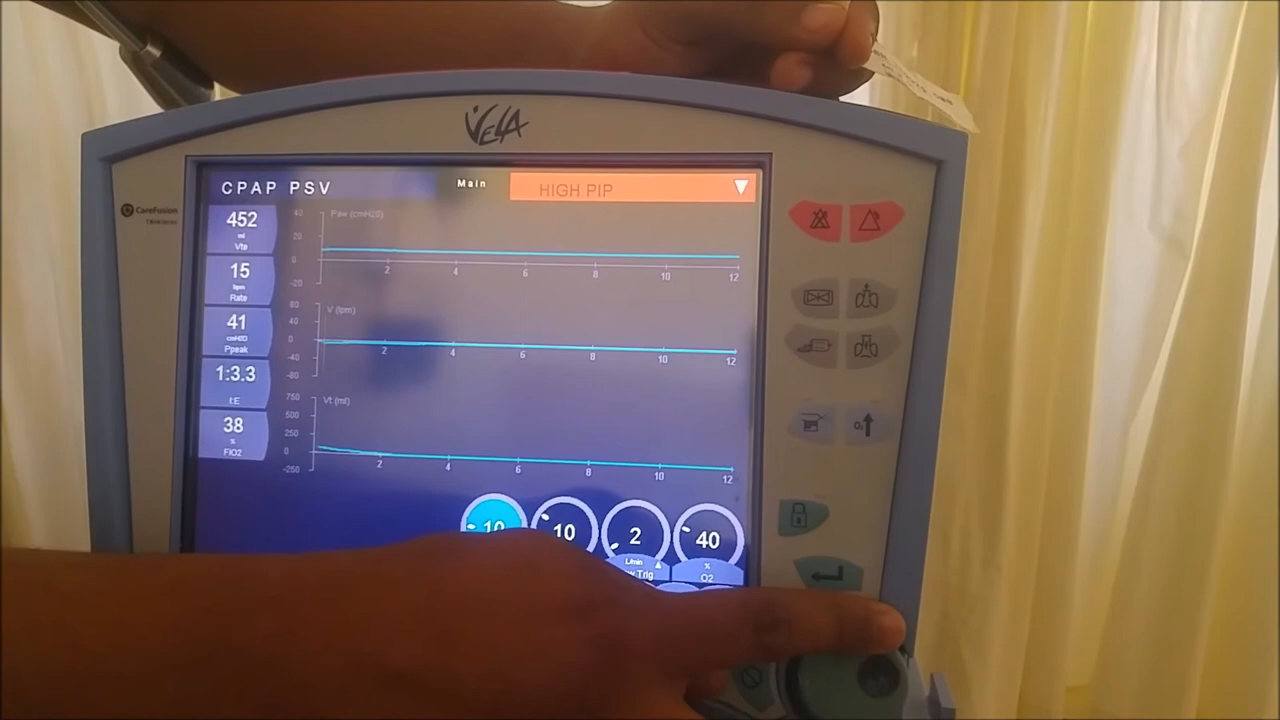 VELA
CareFusion
CPAP PSV
Main
HIGH PIP
452
ml
Vte
15
bpm
Rate
41
cmH2O
Ppeak
1:3.3
I:E
38
%
FiO2
Paw (cmH20)
20
0
-20
2 4 6 8 10 12
V (lpm)
80
40
0
-40
-80
2 4 6 8 10 12
Vt (ml)
750
500
250
0
-250
2 4 6 8 10 12
10 10 2 40
L/min %
Trig O2
O2